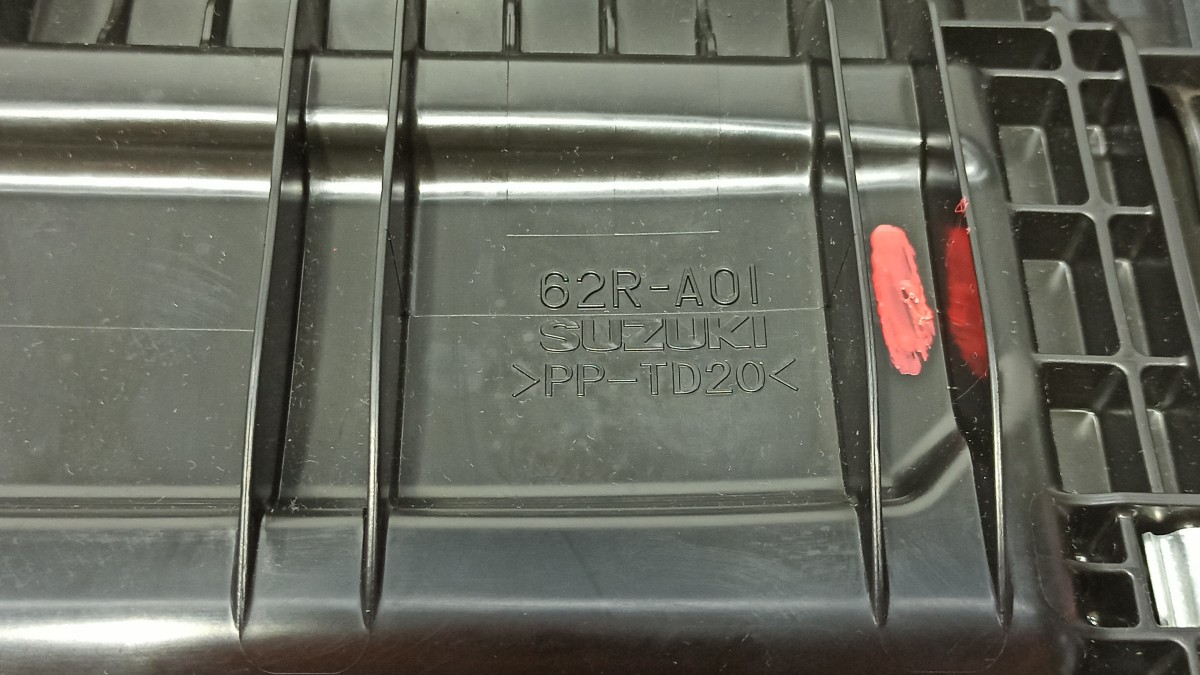 62R-A01
SUZUKI
>PP-TD20<